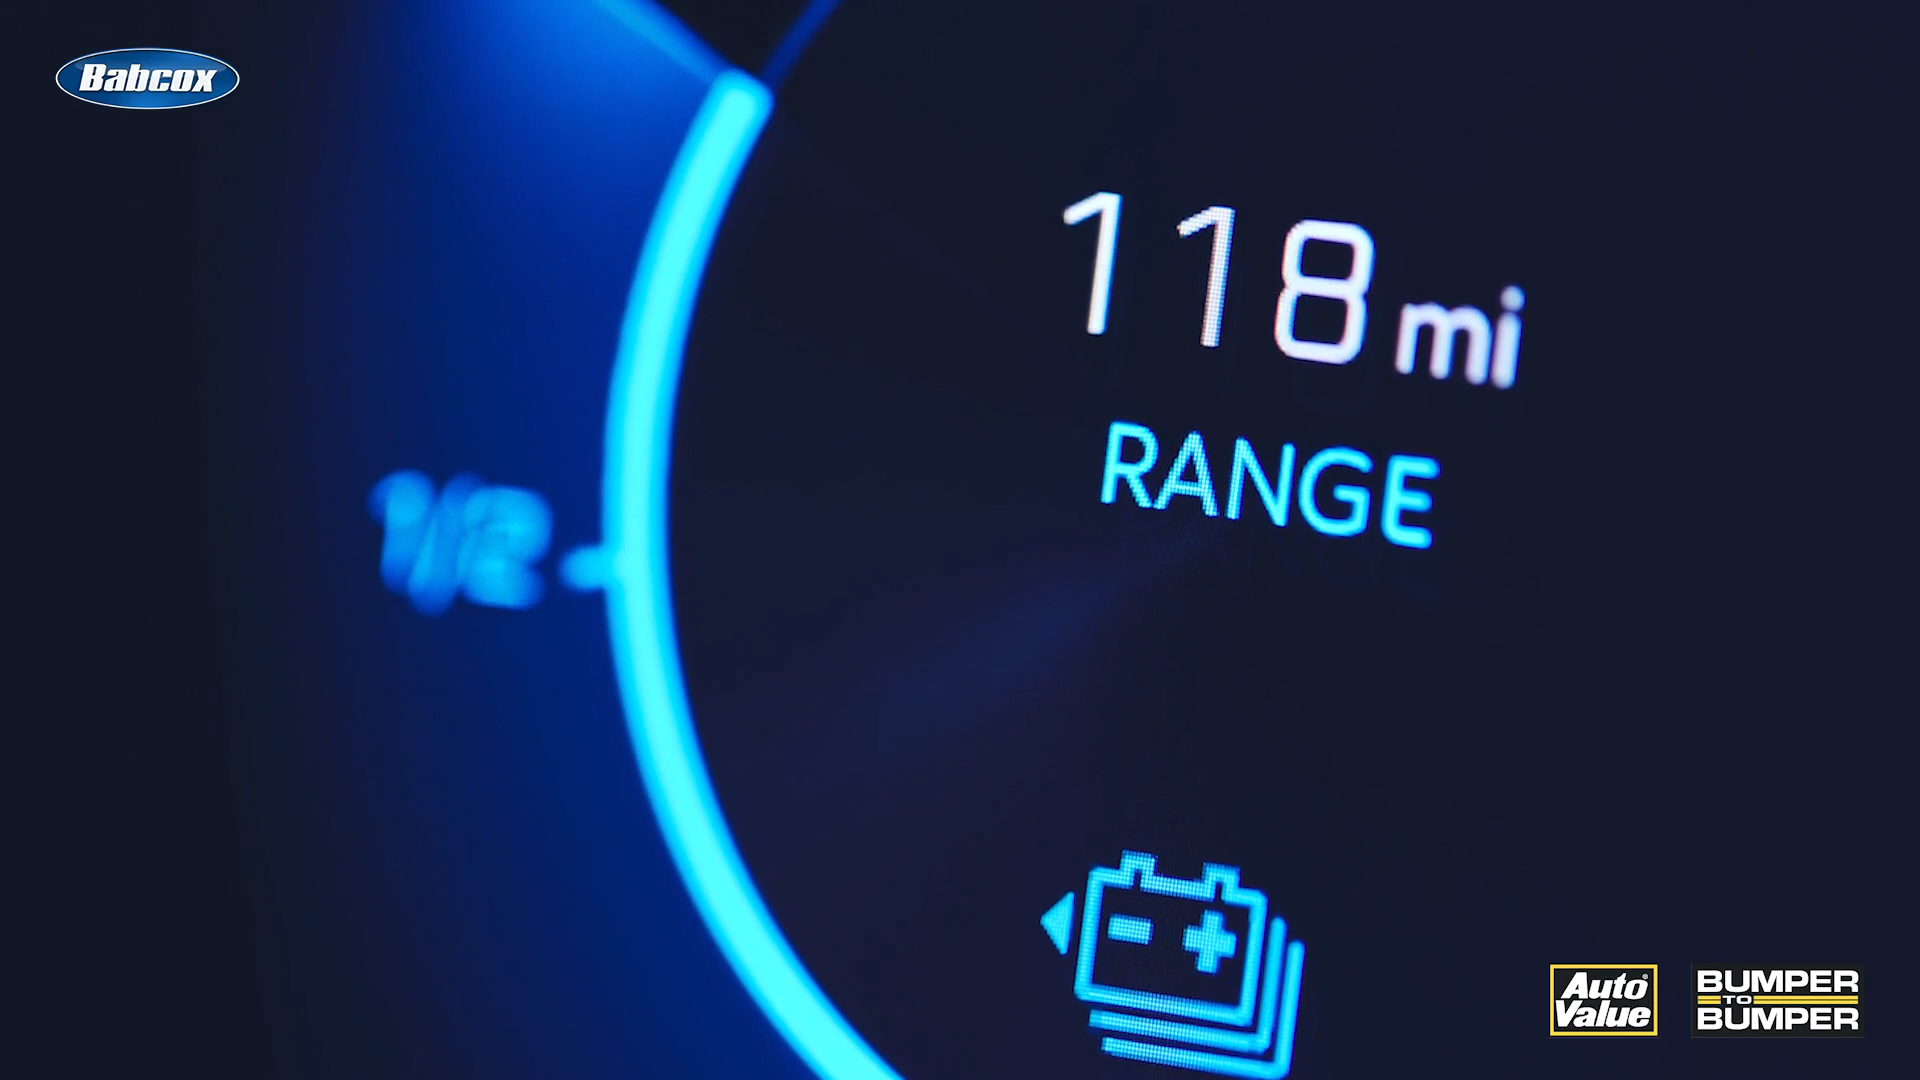 Babcox
118 mi
RANGE
1/2
Auto
Value
BUMPER
TO
BUMPER